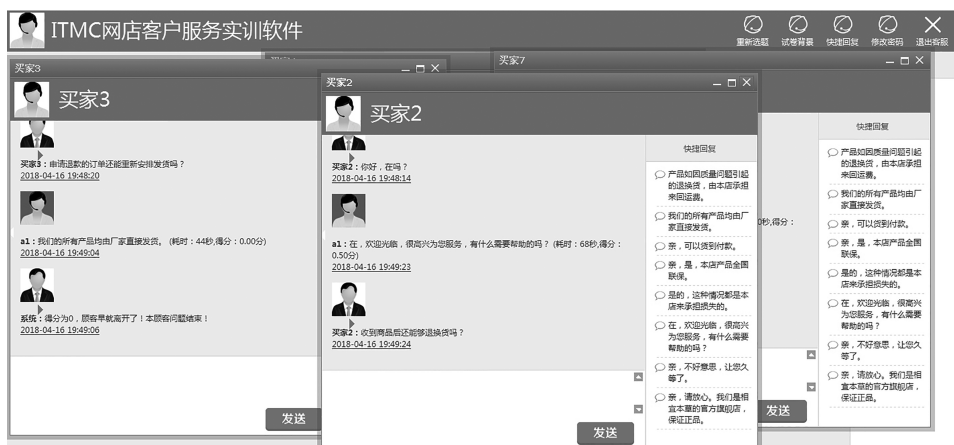 ITMC网店客户服务实训软件
重新选题 试卷背景 快捷回复 修改密码 退出客服
买家3
买家3
买家3：申请退款的订单还能重新安排发货吗？
2018-04-16 19:48:20
a1：我们的所有产品均由厂家直接发货。 (耗时：44秒,得分：0.00分)
2018-04-16 19:49:04
系统：得分为0，顾客早就离开了！本顾客问题结束！
2018-04-16 19:49:06
发送
买家2
买家2
买家2：你好，在吗？
2018-04-16 19:48:14
a1：在，欢迎光临，很高兴为您服务，有什么需要帮助的吗？ (耗时：68秒,得分：
0.50分)
2018-04-16 19:49:23
买家2：收到商品后还能够退换货吗？
2018-04-16 19:49:24
发送
快捷回复
产品如因质量问题引起
的退换货，由本店承担
来回运费。
我们的所有产品均由厂
家直接发货。
亲，可以货到付款。
亲，是，本店产品全国
联保。
是的，这种情况都是本
店来承担损失的。
在，欢迎光临，很高兴
为您服务，有什么需要
帮助的吗？
亲，不好意思，让您久
等了。
亲，请放心。我们是相
宜本草的官方旗舰店，
保证正品。
买家7
0秒,得分：
发送
快捷回复
产品如因质量问题引起
的退换货，由本店承担
来回运费。
我们的所有产品均由厂
家直接发货。
亲，可以货到付款。
亲，是，本店产品全国
联保。
是的，这种情况都是本
店来承担损失的。
在，欢迎光临，很高兴
为您服务，有什么需要
帮助的吗？
亲，不好意思，让您久
等了。
亲，请放心。我们是相
宜本草的官方旗舰店，
保证正品。